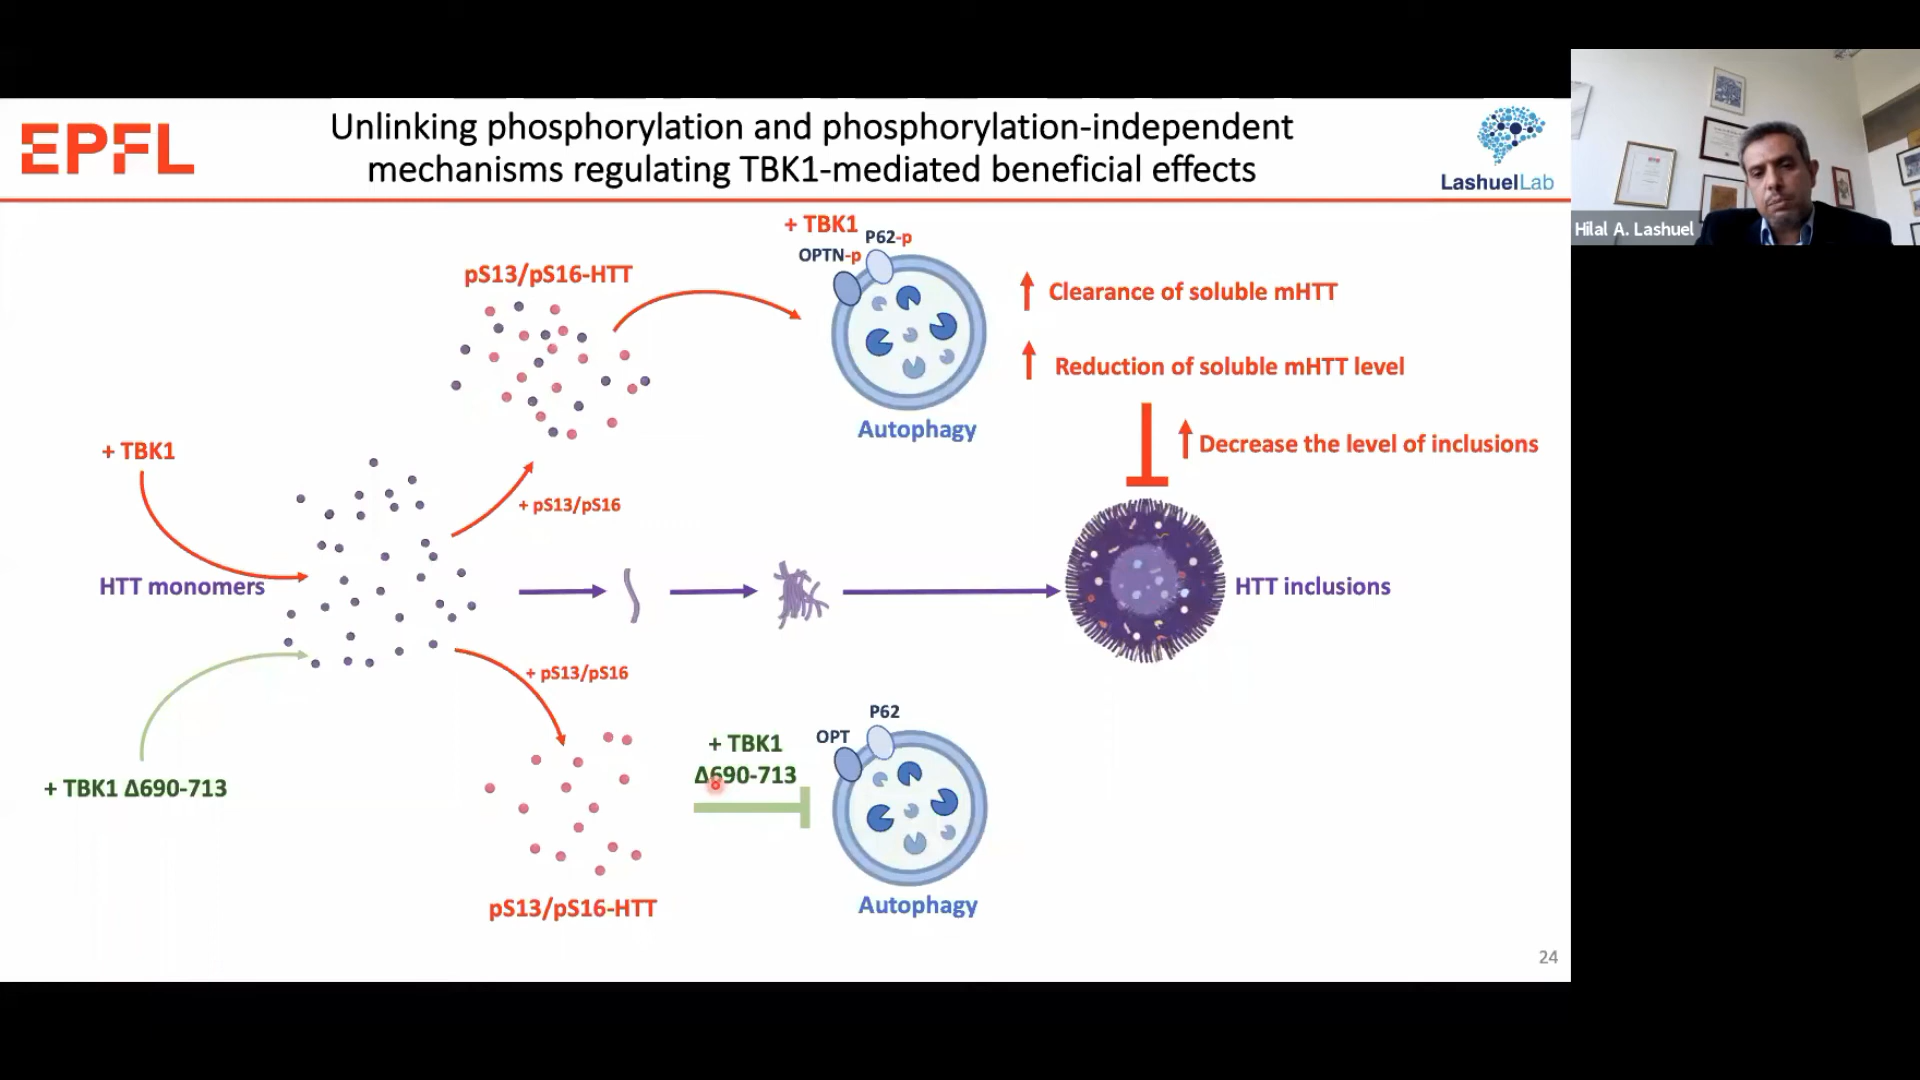 EPFL
Unlinking phosphorylation and phosphorylation-independent
mechanisms regulating TBK1-mediated beneficial effects
LashuelLab
Hilal A. Lashuel
+ TBK1
P62-p
OPTN-p
pS13/pS16-HTT
Clearance of soluble mHTT
Reduction of soluble mHTT level
Autophagy
Decrease the level of inclusions
+ TBK1
+ pS13/pS16
HTT monomers
HTT inclusions
+ pS13/pS16
P62
OPT
+ TBK1
Δ690-713
+ TBK1 Δ690-713
pS13/pS16-HTT
Autophagy
24